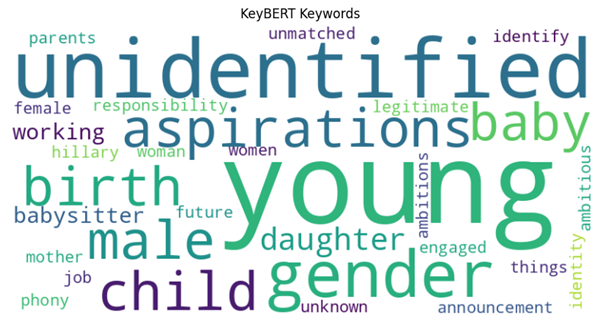 KeyBERT Keywords
parents
unmatched
identify
unidentified
female
responsibility
legitimate
baby
working
aspirations
hillary
woman
women
birth
young
ambitions
ambitious
babysitter
future
male
daughter
engaged
mother
gender
things
identity
job
child
phony
unknown
announcement